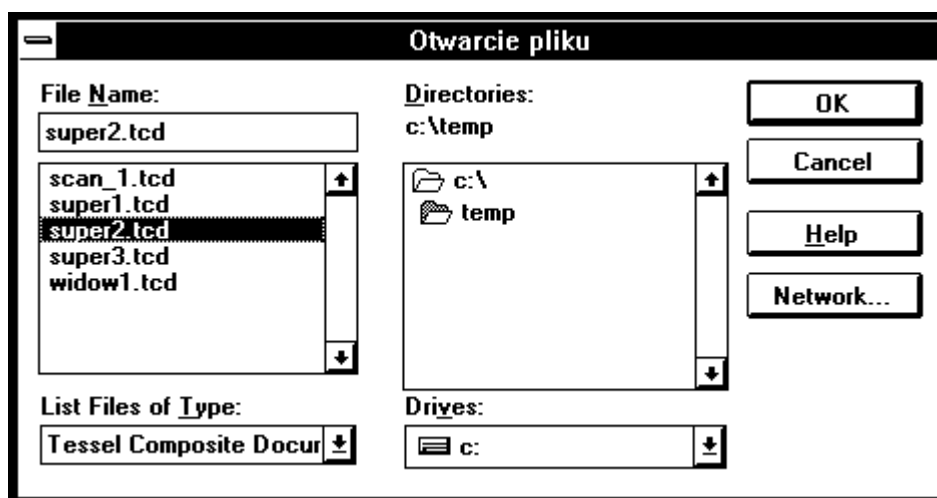 Otwarcie pliku
File Name:
super2.tcd
scan_1.tcd
super1.tcd
super2.tcd
super3.tcd
widow1.tcd
List Files of Type:
Tessel Composite Docur
Directories:
c:\temp
c:\
temp
Drives:
c:
OK
Cancel
Help
Network...